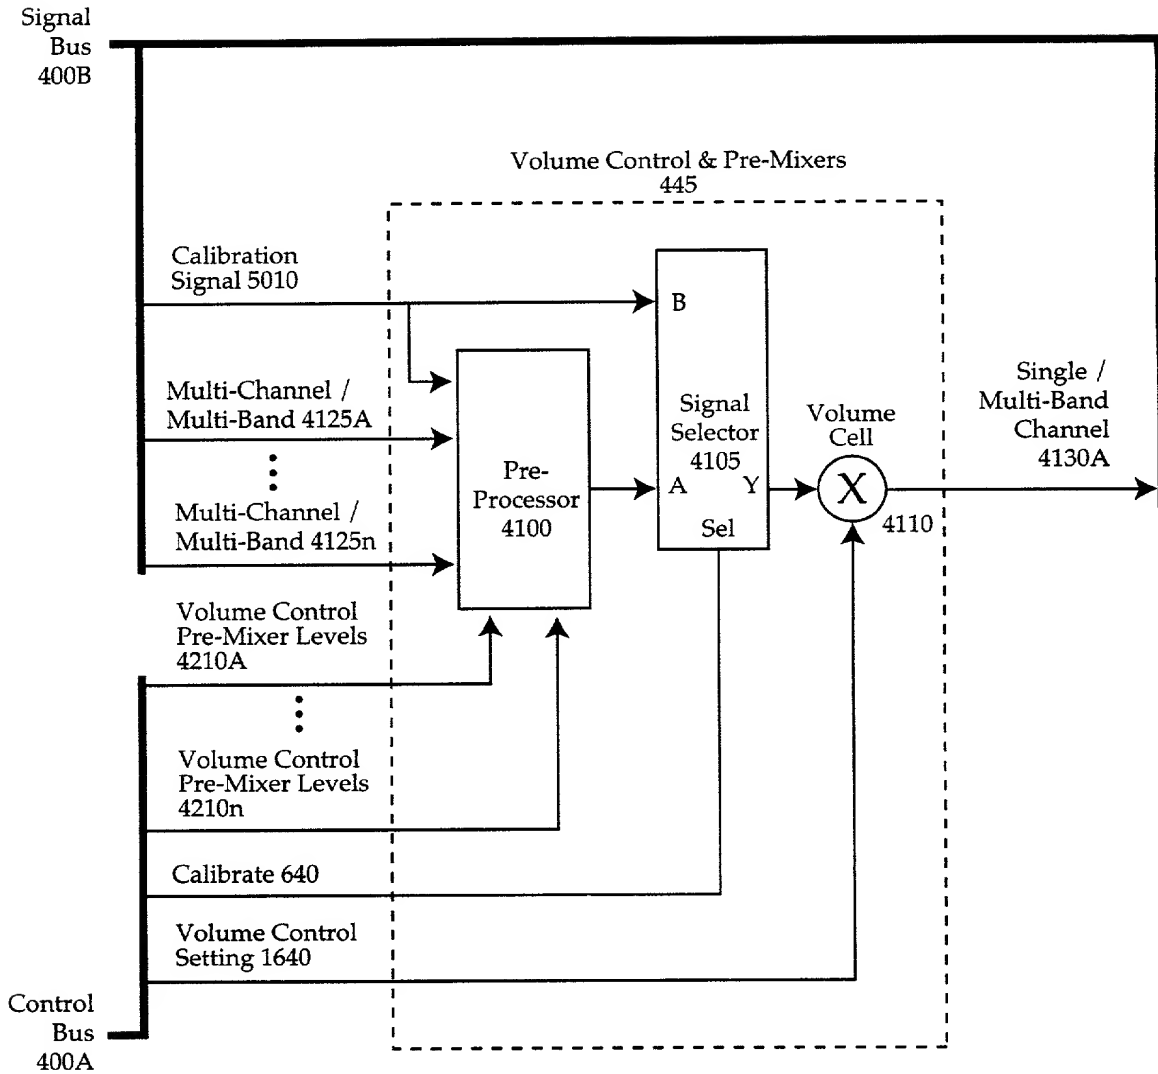 Signal
Bus
400B
Volume Control & Pre-Mixers
445
Calibration
Signal 5010
B
Multi-Channel /
Multi-Band 4125A
Multi-Channel /
Multi-Band 4125n
Pre-
Processor
4100
Signal
Selector
4105
A
Y
Sel
Volume
Cell
X
4110
Single /
Multi-Band
Channel
4130A
Volume Control
Pre-Mixer Levels
4210A
Volume Control
Pre-Mixer Levels
4210n
Calibrate 640
Volume Control
Setting 1640
Control
Bus
400A